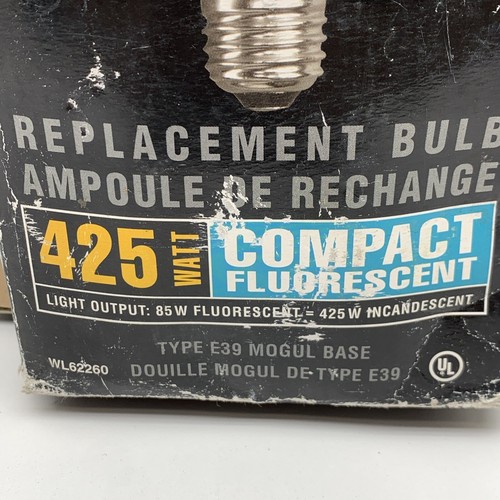 REPLACEMENT BULB
AMPOULE DE RECHANGE
425 WATT
COMPACT
FLUORESCENT
LIGHT OUTPUT: 85W FLUORESCENT = 425W INCANDESCENT
TYPE E39 MOGUL BASE
WL62260
DOUILLE MOGUL DE TYPE E39
UL